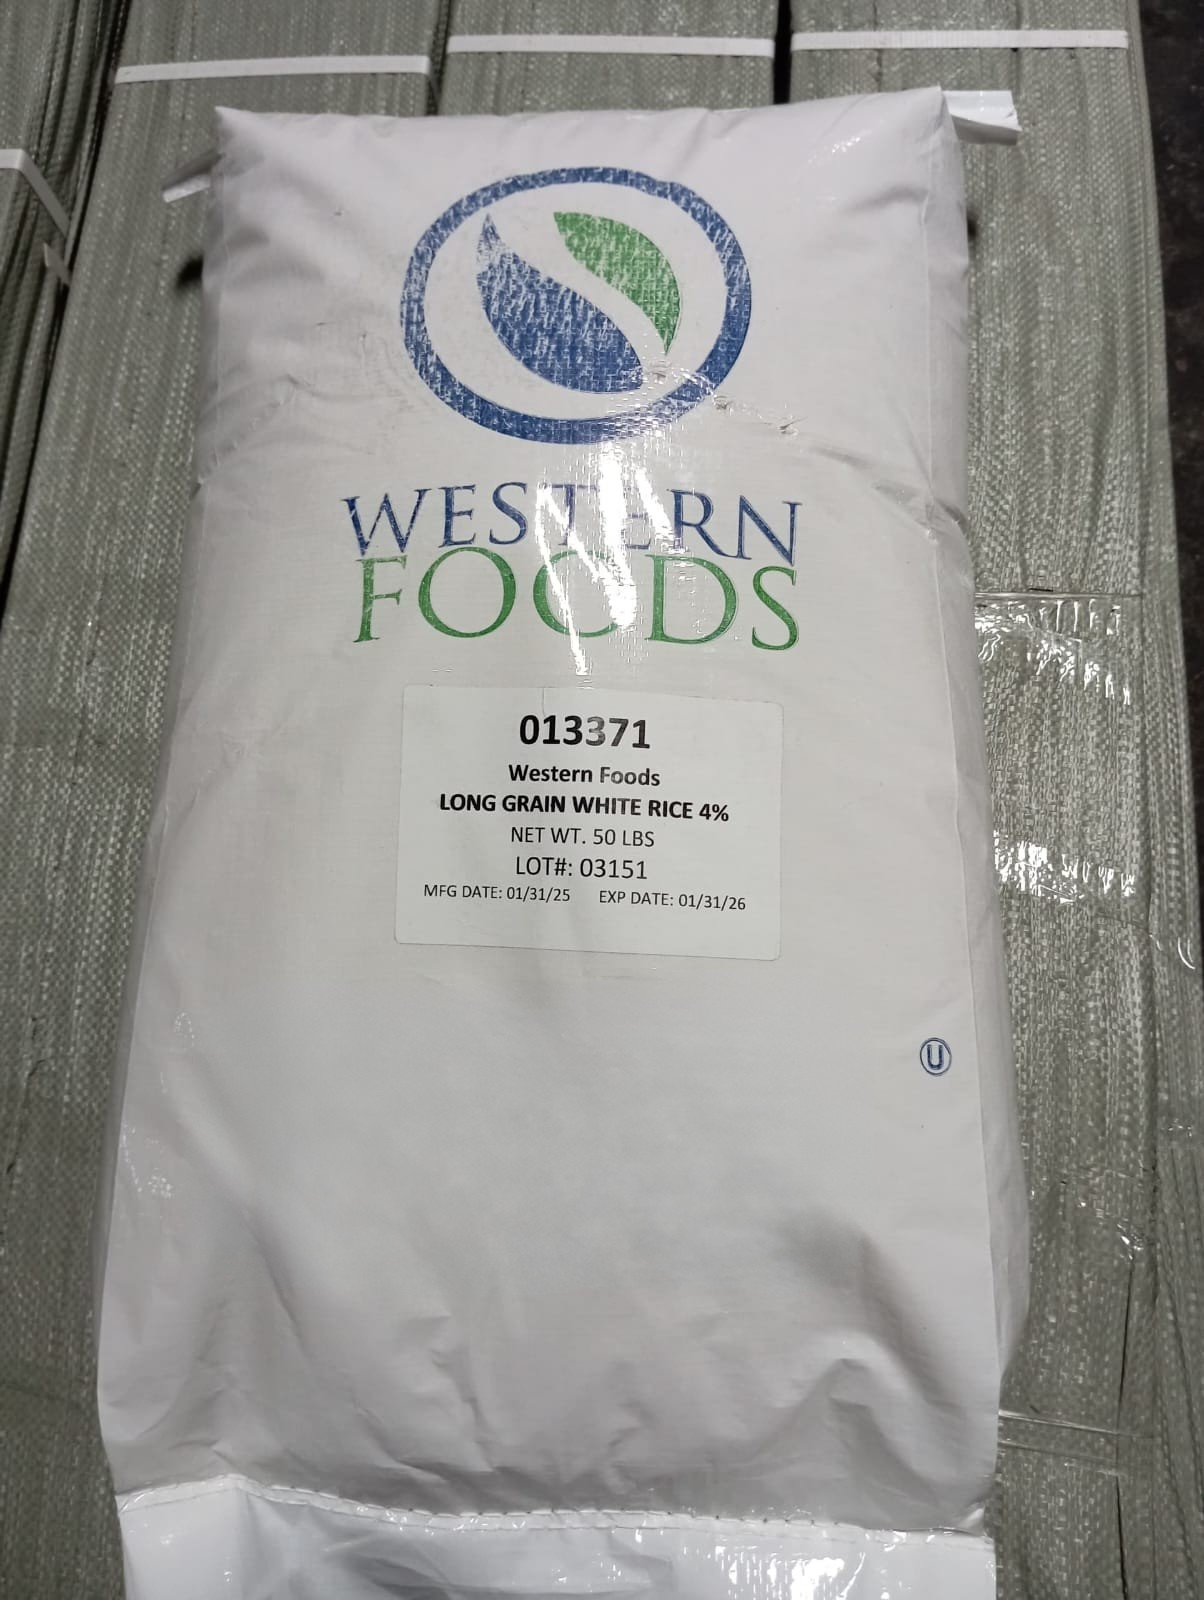 WESTERN
FOODS
013371
Western Foods
LONG GRAIN WHITE RICE 4%
NET WT. 50 LBS
LOT#: 03151
MFG DATE: 01/31/25 EXP DATE: 01/31/26
U